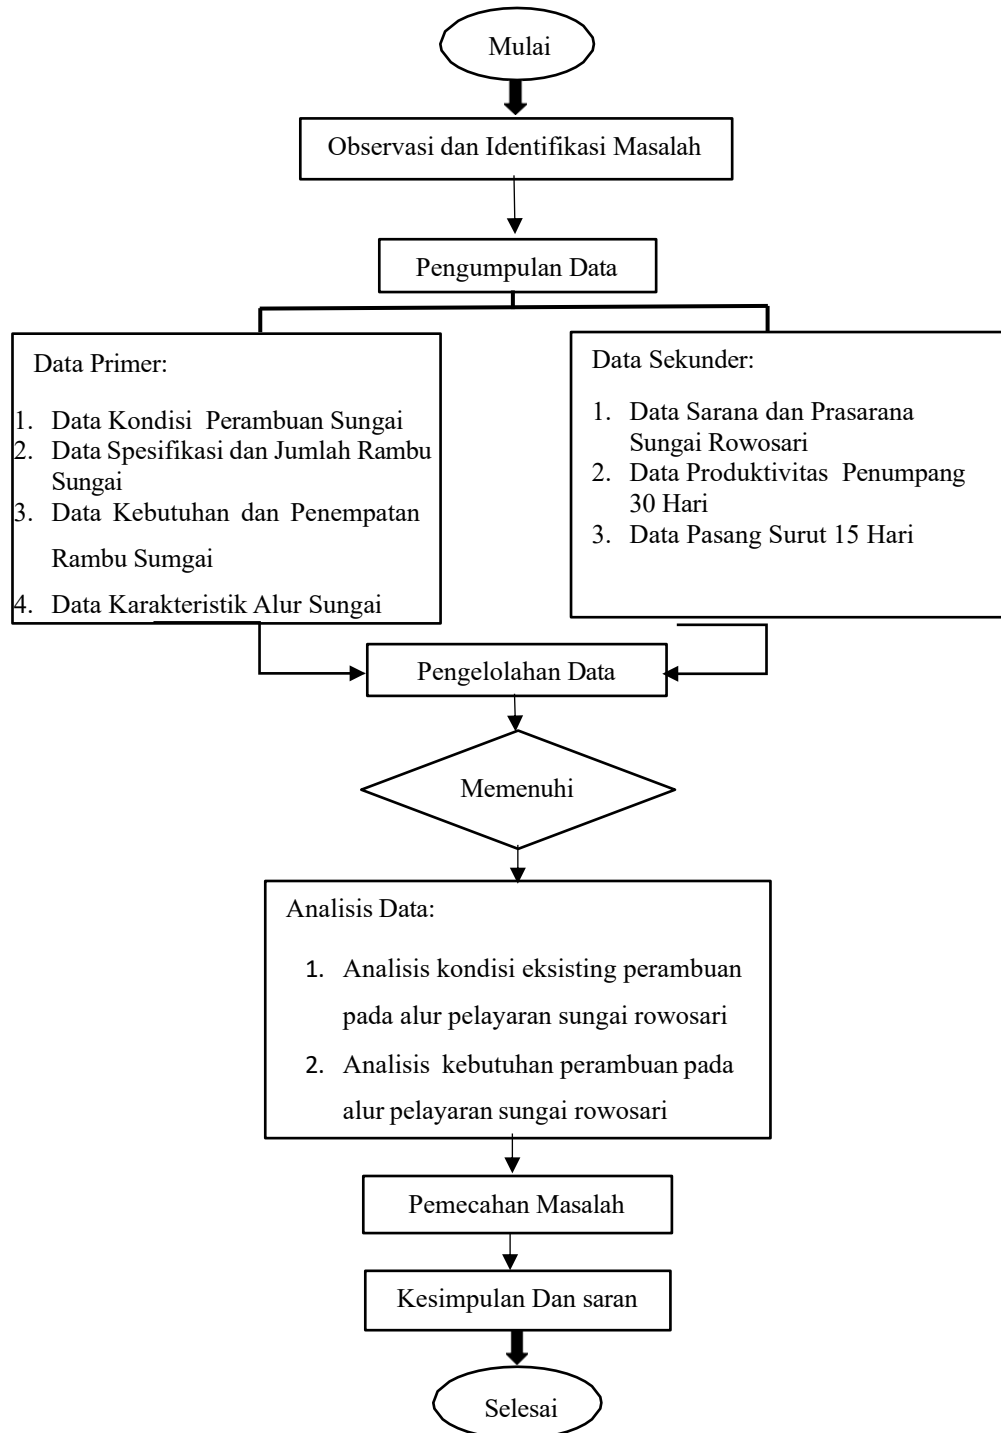 Mulai
Observasi dan Identifikasi Masalah
Pengumpulan Data
Data Primer:
1. Data Kondisi Perambuan Sungai
2. Data Spesifikasi dan Jumlah Rambu
Sungai
3. Data Kebutuhan dan Penempatan
Rambu Sumgai
4. Data Karakteristik Alur Sungai
Data Sekunder:
1. Data Sarana dan Prasarana
Sungai Rowosari
2. Data Produktivitas Penumpang
30 Hari
3. Data Pasang Surut 15 Hari
Pengelolahan Data
Memenuhi
Analisis Data:
1. Analisis kondisi eksisting perambuan
pada alur pelayaran sungai rowosari
2. Analisis kebutuhan perambuan pada
alur pelayaran sungai rowosari
Pemecahan Masalah
Kesimpulan Dan saran
Selesai